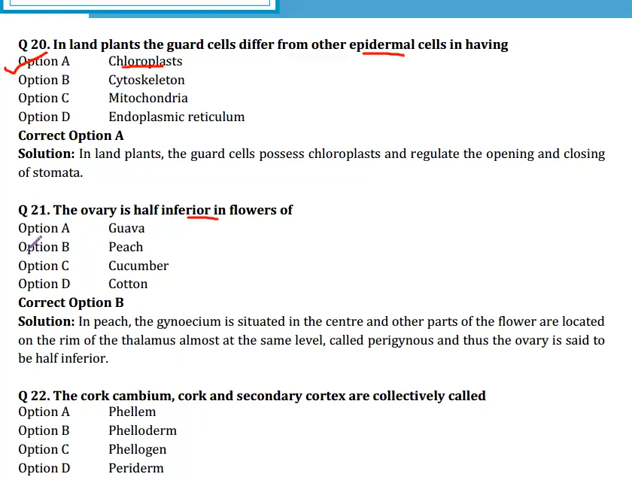 Q 20. In land plants the guard cells differ from other epidermal cells in having
Option A Chloroplasts
Option B Cytoskeleton
Option C Mitochondria
Option D Endoplasmic reticulum
Correct Option A
Solution: In land plants, the guard cells possess chloroplasts and regulate the opening and closing
of stomata.
Q 21. The ovary is half inferior in flowers of
Option A Guava
Option B Peach
Option C Cucumber
Option D Cotton
Correct Option B
Solution: In peach, the gynoecium is situated in the centre and other parts of the flower are located
on the rim of the thalamus almost at the same level, called perigynous and thus the ovary is said to
be half inferior.
Q 22. The cork cambium, cork and secondary cortex are collectively called
Option A Phellem
Option B Phelloderm
Option C Phellogen
Option D Periderm